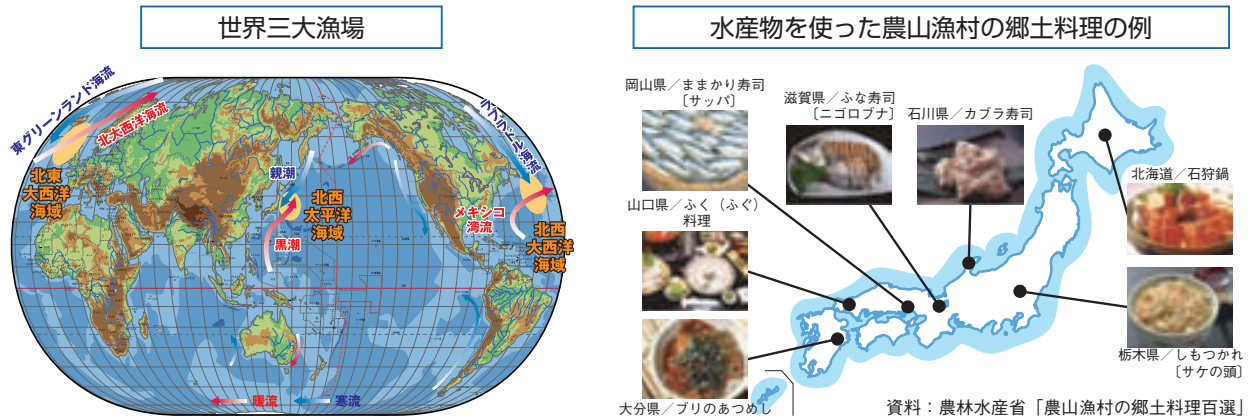 世界三大漁場
東グリーンランド海流
北大西洋海流
ラブラドル海流
北東
大西洋
海域
親潮
北西
太平洋
海域
黒潮
メキシコ
湾流
北西
大西洋
海域
暖流
寒流
水産物を使った農山漁村の郷土料理の例
岡山県/ままかり寿司
〔サッパ〕
滋賀県/ふな寿司
〔ニゴロブナ〕
石川県/カブラ寿司
山口県/ふく(ふぐ)
料理
北海道/石狩鍋
栃木県/しもつかれ
〔サケの頭〕
大分県/ブリのあつめし
資料:農林水産省「農山漁村の郷土料理百選」